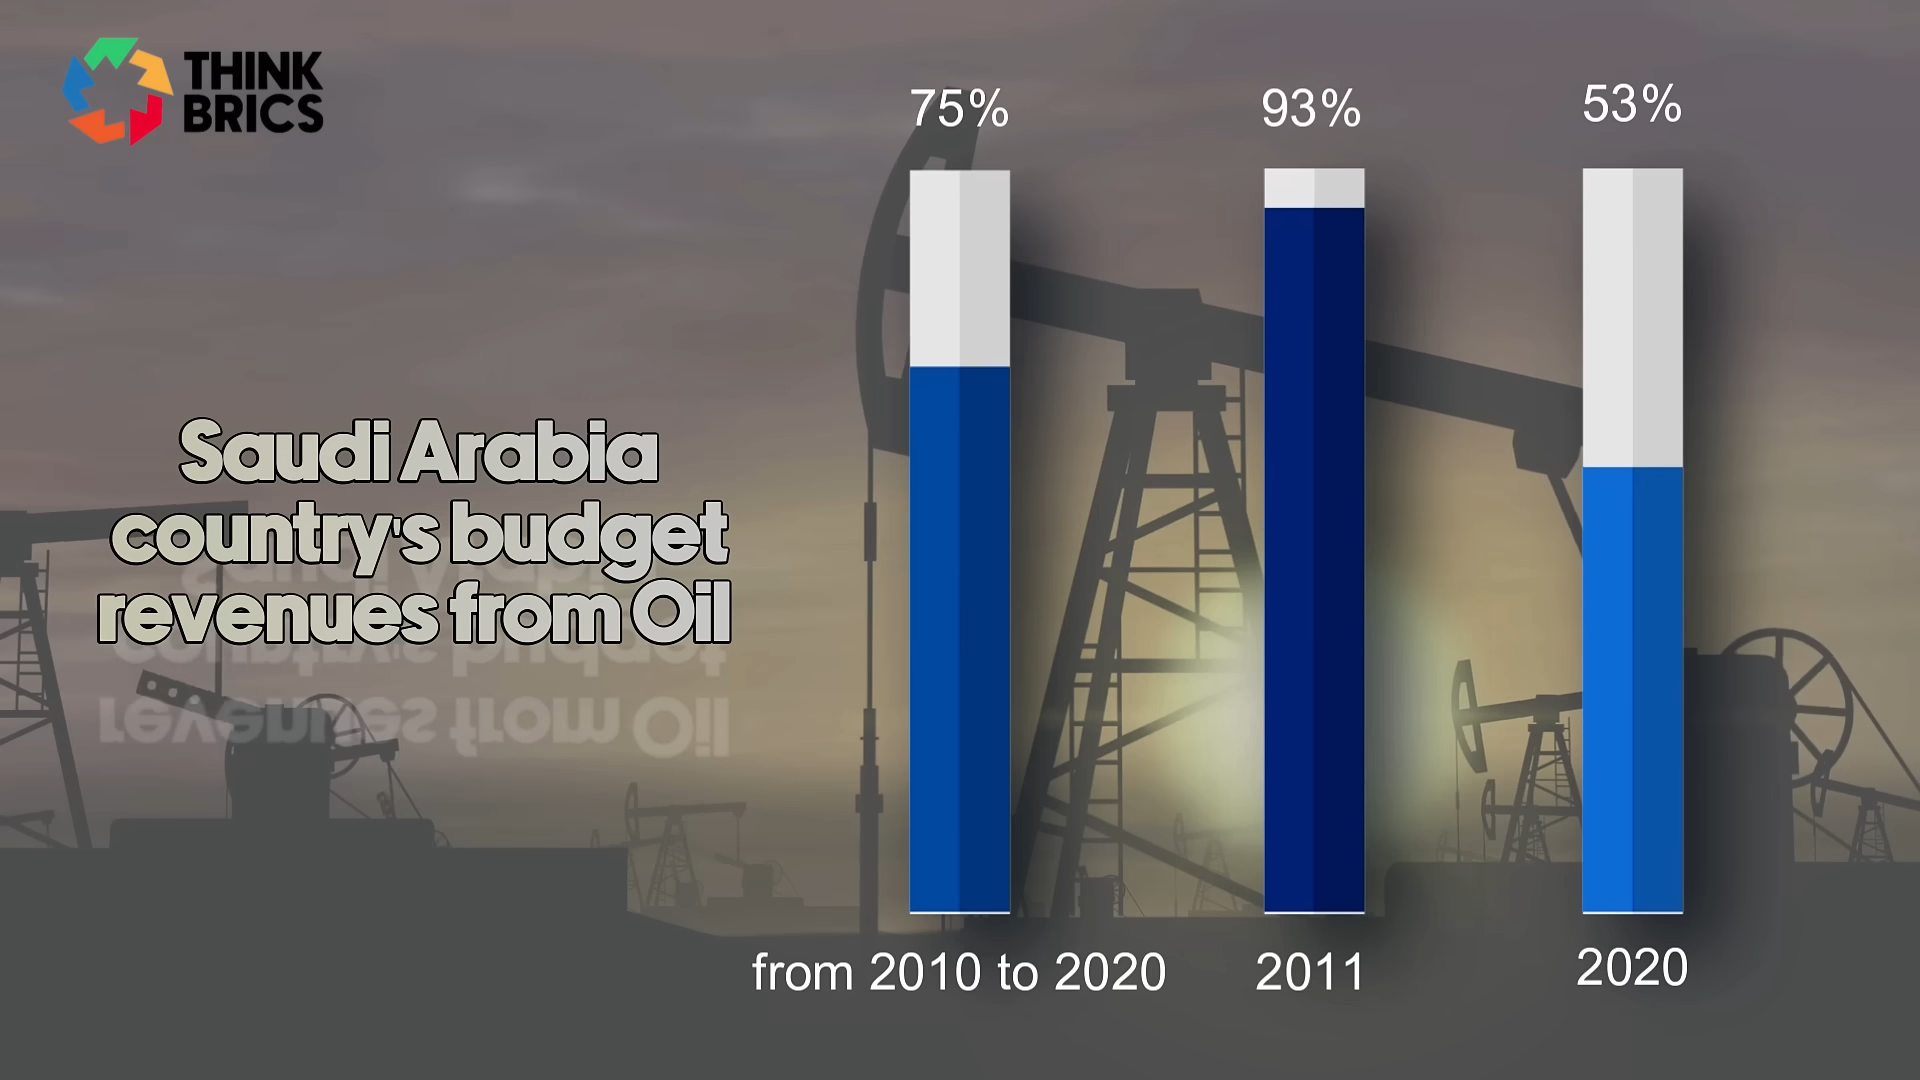 THINK
BRICS
75%
93%
53%
Saudi Arabia
country's budget
revenues from Oil
from 2010 to 2020
2011
2020